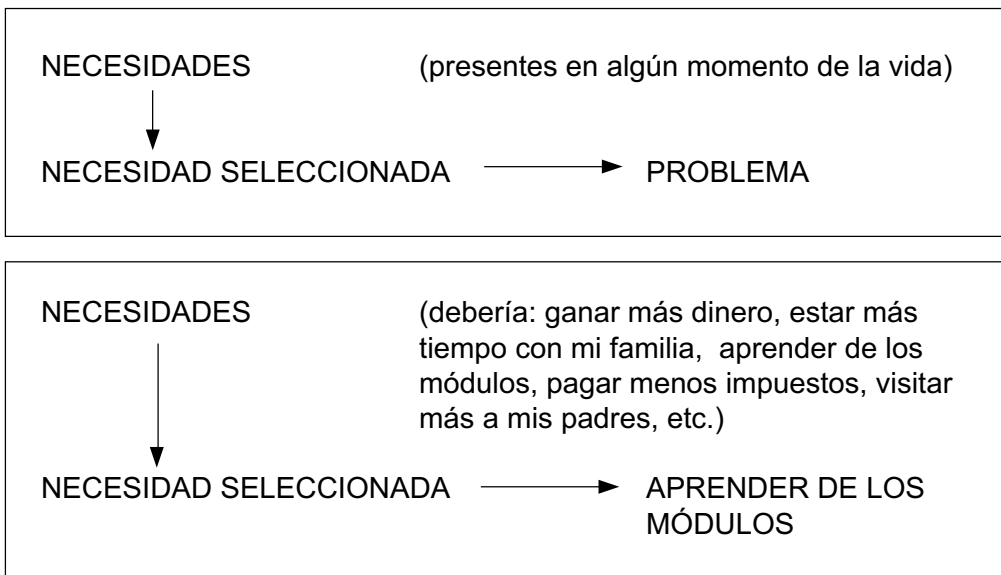 NECESIDADES (presentes en algún momento de la vida)
NECESIDAD SELECCIONADA PROBLEMA
NECESIDADES (debería: ganar más dinero, estar más
tiempo con mi familia, aprender de los
módulos, pagar menos impuestos, visitar
más a mis padres, etc.)
NECESIDAD SELECCIONADA APRENDER DE LOS
MÓDULOS